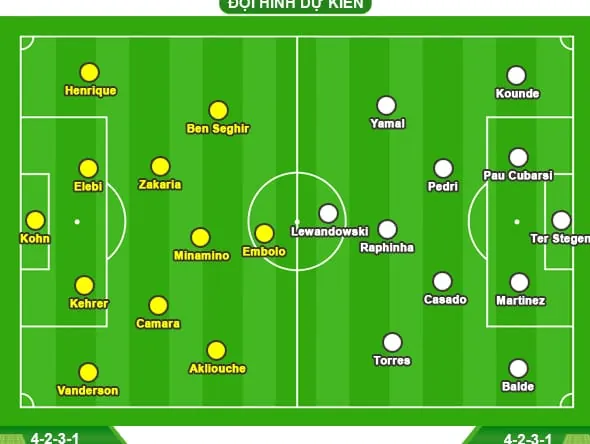 ĐỘI HÌNH DỰ KIẾN
Henrique
Kounde
Ben Seghir
Yamal
Elebi
Zakaria
Pedri
Pau Cubarsi
Kohn
Minamino
Embolo
Lewandowski
Raphinha
Ter Stegen
Kehrer
Camara
Casado
Martinez
Akliouche
Torres
Vanderson
Balde
4-2-3-1
4-2-3-1